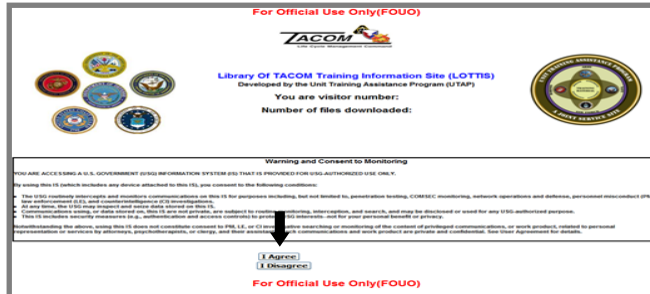 For Official Use Only(FOUO)
TACOM
Life Cycle Management Command
Library Of TACOM Training Information Site (LOTTIS)
Developed by the Unit Training Assistance Program (UTAP)
You are visitor number:
Number of files downloaded:
UNIT TRAINING ASSISTANCE PROGRAM
A JOINT SERVICE SITE
Warning and Consent to Monitoring
YOU ARE ACCESSING A U.S. GOVERNMENT (USG) INFORMATION SYSTEM (IS) THAT IS PROVIDED FOR USG-AUTHORIZED USE ONLY.
By using this IS (which includes any device attached to this IS), you consent to the following conditions:
• The USG routinely intercepts and monitors communications on this IS for purposes including, but not limited to, penetration testing, COMSEC monitoring, network operations and defense, personnel misconduct (PM
law enforcement (LE), and counterintelligence (CI) investigations.
• At any time, the USG may inspect and seize data stored on this IS.
• Communications using, or data stored on, this IS are not private, are subject to routine monitoring, interception, and search, and may be disclosed or used for any USG-authorized purpose.
• This IS includes security measures (e.g., authentication and access controls) to protect USG interests--not for your personal benefit or privacy.
Notwithstanding the above, using this IS does not constitute consent to PM, LE, or CI investigative searching or monitoring of the content of privileged communications, or work product, related to personal
representation or services by attorneys, psychotherapists, or clergy, and their assistants. Such communications and work product are private and confidential. See User Agreement for details.
I Agree
I Disagree
For Official Use Only(FOUO)